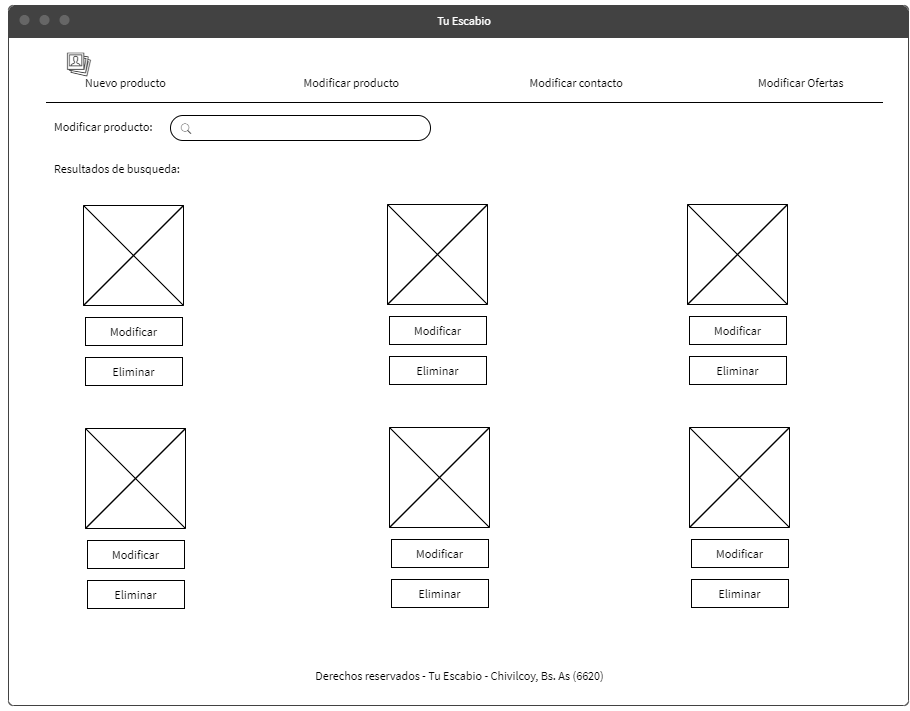 Tu Escabio
Nuevo producto Modificar producto Modificar contacto Modificar Ofertas
Modificar producto:
Resultados de busqueda:
Modificar Modificar Modificar
Eliminar Eliminar Eliminar
Modificar Modificar Modificar
Eliminar Eliminar Eliminar
Derechos reservados - Tu Escabio - Chivilcoy, Bs. As (6620)